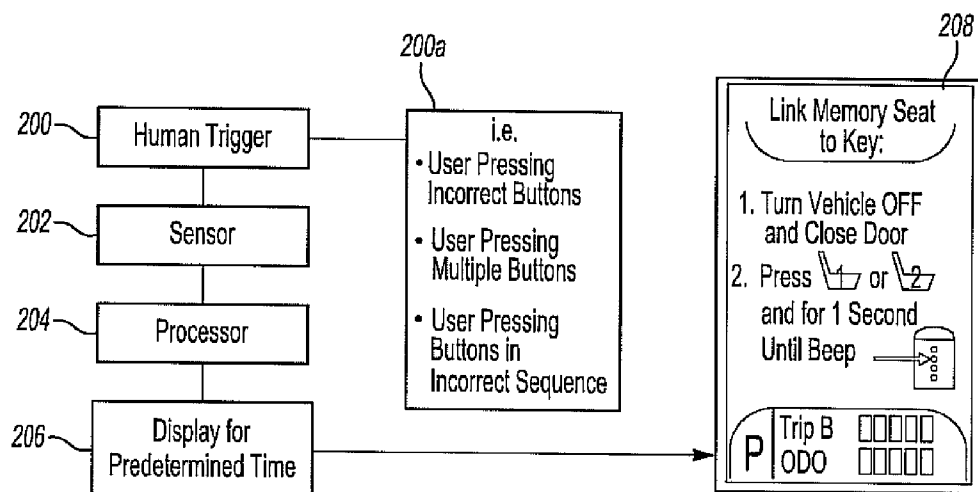 200
Human Trigger
202
Sensor
204
Processor
206
Display for
Predetermined Time
200a
i.e.
• User Pressing
Incorrect Buttons
• User Pressing
Multiple Buttons
• User Pressing
Buttons in
Incorrect Sequence
208
Link Memory Seat
to Key:
1. Turn Vehicle OFF
and Close Door
2. Press 1 or 2
and for 1 Second
Until Beep
P
Trip B
ODO